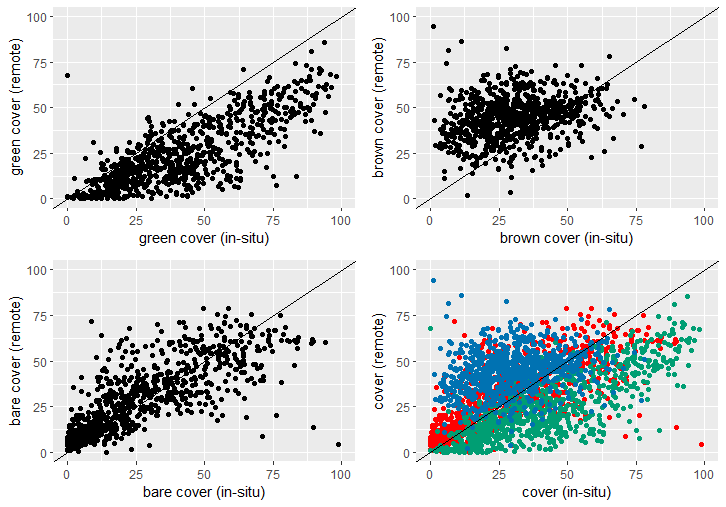 green cover (remote)
100
75
50
25
0
0 25 50 75 100
green cover (in-situ)
brown cover (remote)
100
75
50
25
0
0 25 50 75 100
brown cover (in-situ)
bare cover (remote)
100
75
50
25
0
0 25 50 75 100
bare cover (in-situ)
cover (remote)
100
75
50
25
0
0 25 50 75 100
cover (in-situ)